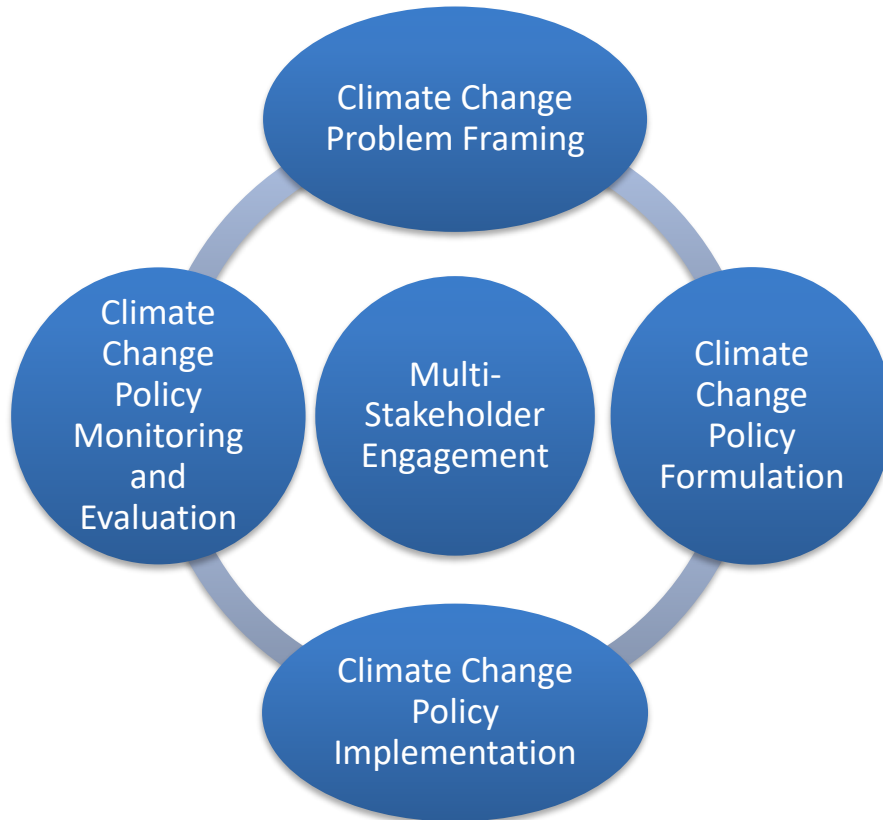 Climate Change
Problem Framing
Climate
Change
Policy
Monitoring
and
Evaluation
Multi-
Stakeholder
Engagement
Climate
Change
Policy
Formulation
Climate Change
Policy
Implementation